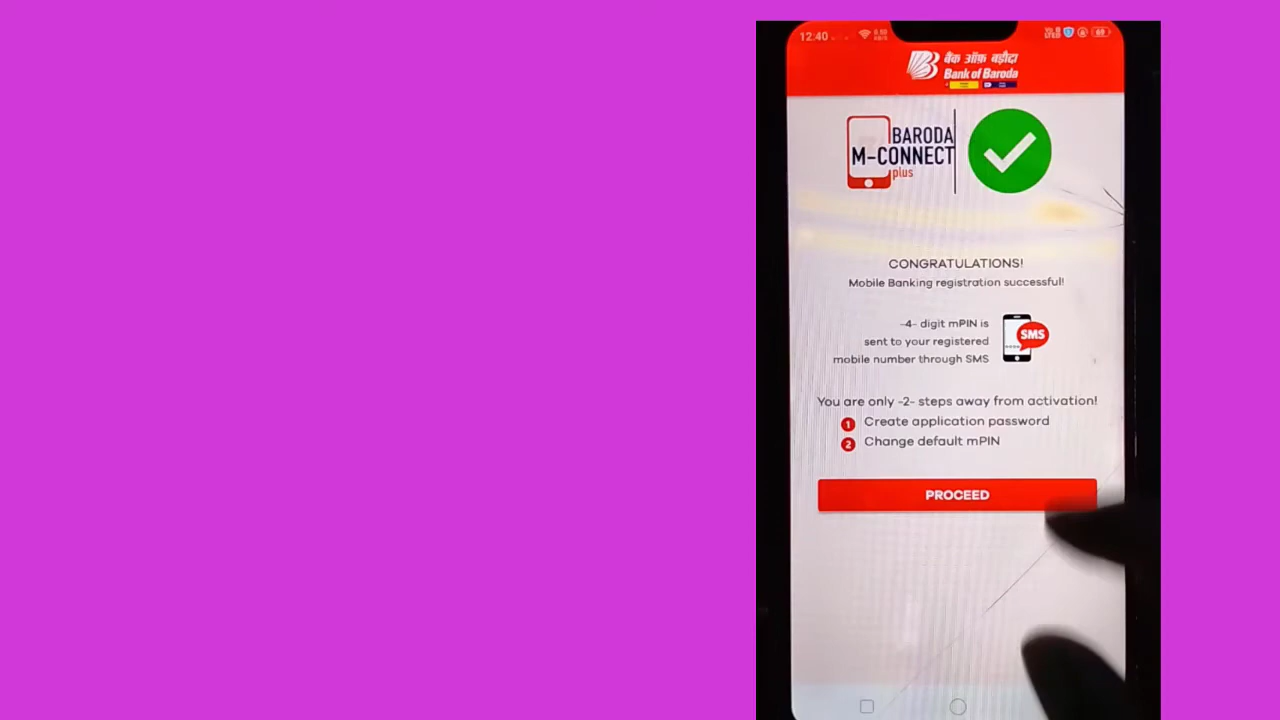 12:40
बैंक ऑफ़ बड़ौदा
Bank of Baroda
BARODA
M-CONNECT
plus
CONGRATULATIONS!
Mobile Banking registration successful!
-4- digit mPIN is
sent to your registered
mobile number through SMS
SMS
You are only -2- steps away from activation!
1 Create application password
2 Change default mPIN
PROCEED